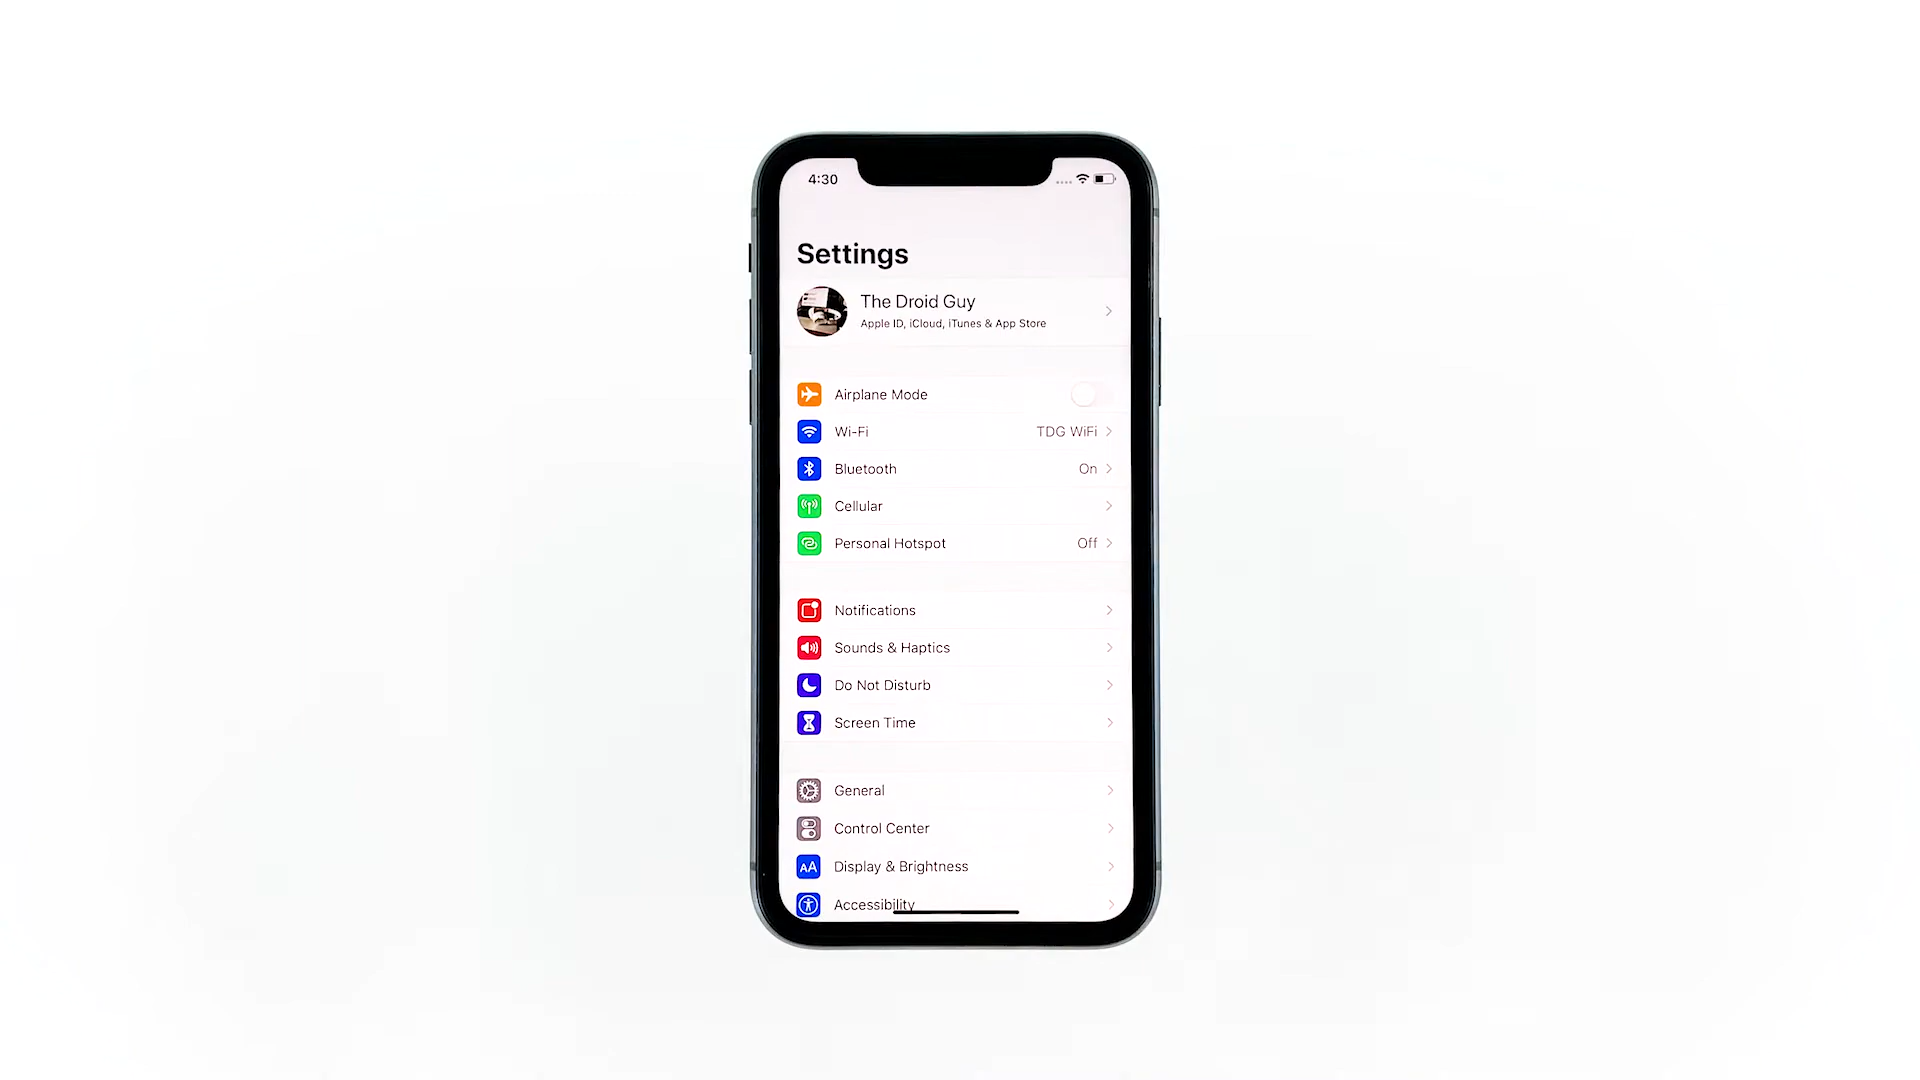 4:30
Settings
The Droid Guy
Apple ID, iCloud, iTunes & App Store
Airplane Mode
Wi-Fi TDG WiFi
Bluetooth On
Cellular
Personal Hotspot Off
Notifications
Sounds & Haptics
Do Not Disturb
Screen Time
General
Control Center
AA Display & Brightness
Accessibility